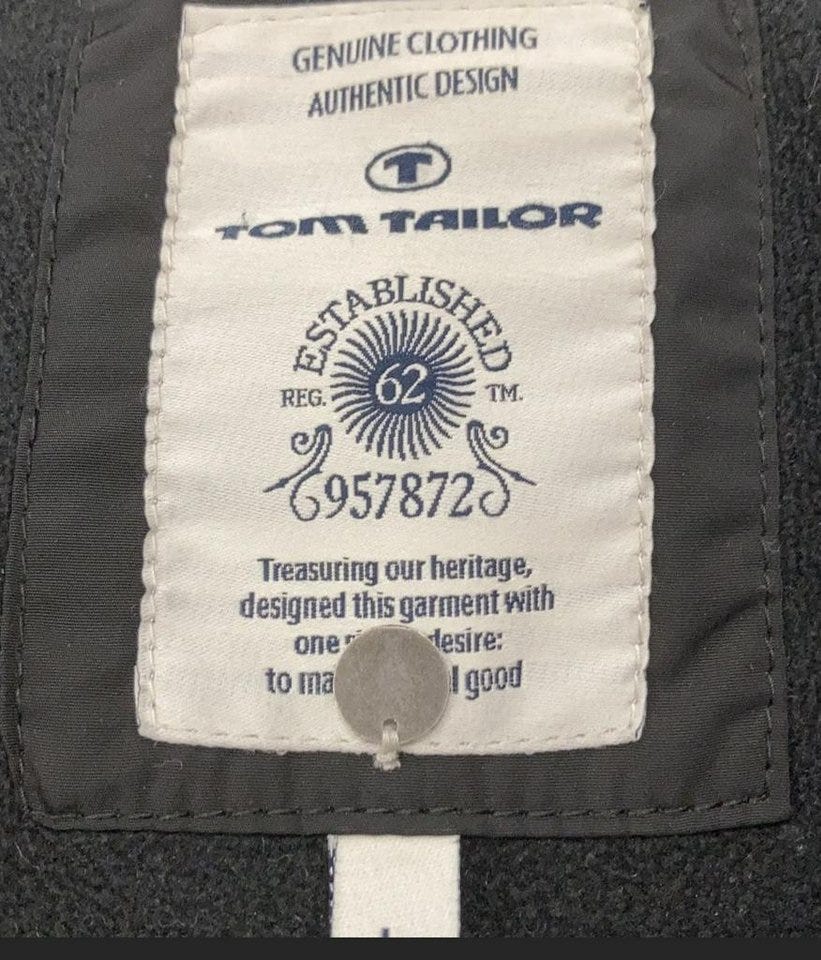 GENUINE CLOTHING
AUTHENTIC DESIGN
T
TOM TAILOR
ESTABLISHED
REG. 62 TM.
957872
Treasuring our heritage,
designed this garment with
one desire:
to good